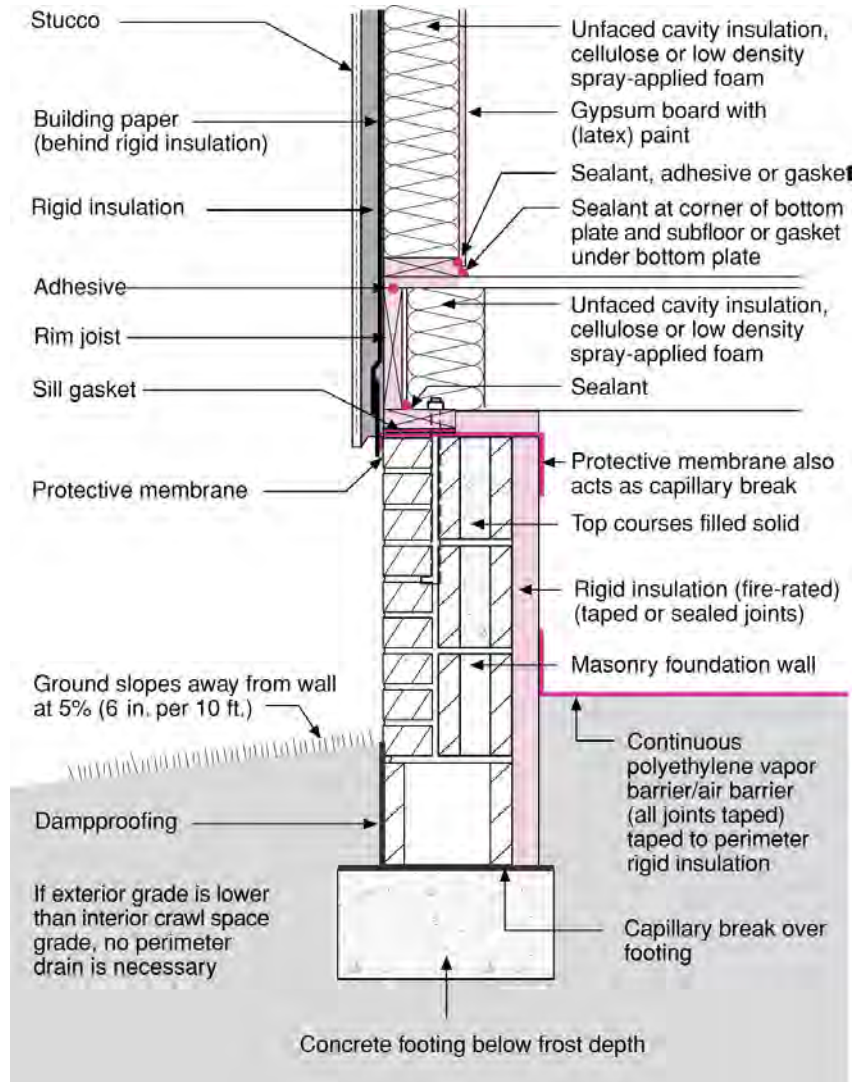 Stucco
Building paper
(behind rigid insulation)
Rigid insulation
Adhesive
Rim joist
Sill gasket
Protective membrane
Ground slopes away from wall
at 5% (6 in. per 10 ft.)
Dampproofing
If exterior grade is lower
than interior crawl space
grade, no perimeter
drain is necessary
Unfaced cavity insulation,
cellulose or low density
spray-applied foam
Gypsum board with
(latex) paint
Sealant, adhesive or gasket
Sealant at corner of bottom
plate and subfloor or gasket
under bottom plate
Unfaced cavity insulation,
cellulose or low density
spray-applied foam
Sealant
Protective membrane also
acts as capillary break
Top courses filled solid
Rigid insulation (fire-rated)
(taped or sealed joints)
Masonry foundation wall
Continuous
polyethylene vapor
barrier/air barrier
(all joints taped)
taped to perimeter
rigid insulation
Capillary break over
footing
Concrete footing below frost depth